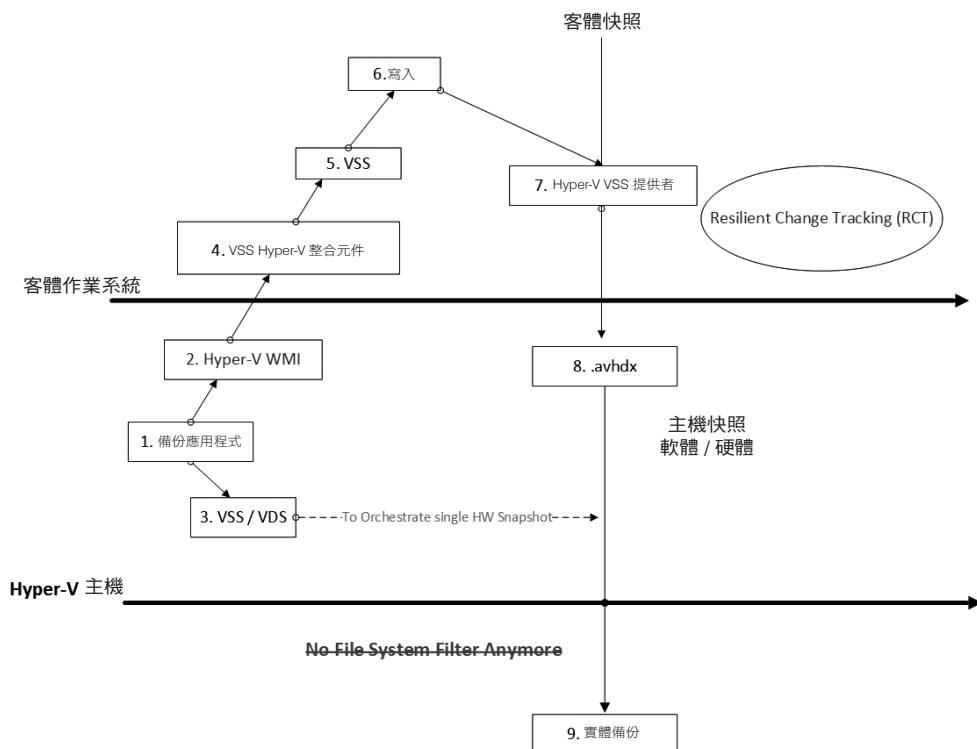 客體快照
6.寫入
5. VSS
7. Hyper-V VSS 提供者
Resilient Change Tracking (RCT)
4. VSS Hyper-V 整合元件
客體作業系統
2. Hyper-V WMI
8. .avhdx
1. 備份應用程式
主機快照
軟體 / 硬體
3. VSS / VDS
To Orchestrate single HW Snapshot
Hyper-V 主機
No File System Filter Anymore
9. 實體備份